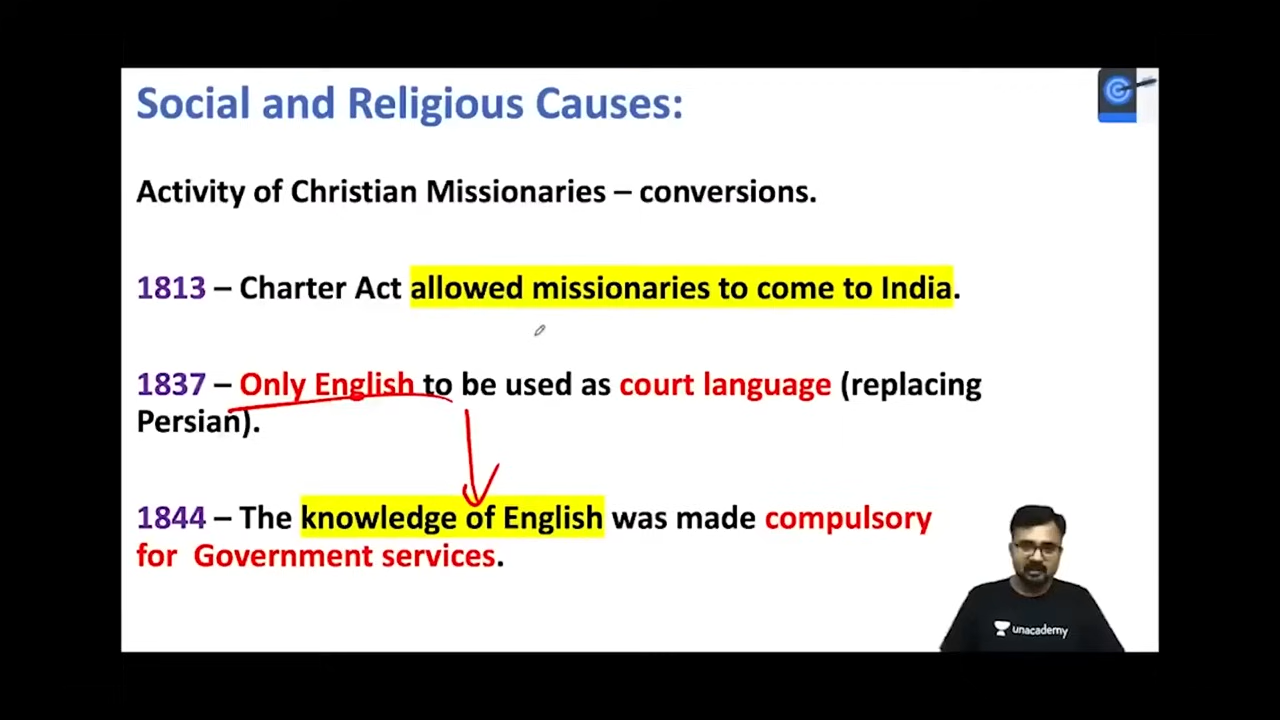 Social and Religious Causes:
Activity of Christian Missionaries – conversions.
1813 – Charter Act allowed missionaries to come to India.
1837 – Only English to be used as court language (replacing
Persian).
1844 – The knowledge of English was made compulsory
for  Government services.
unacademy